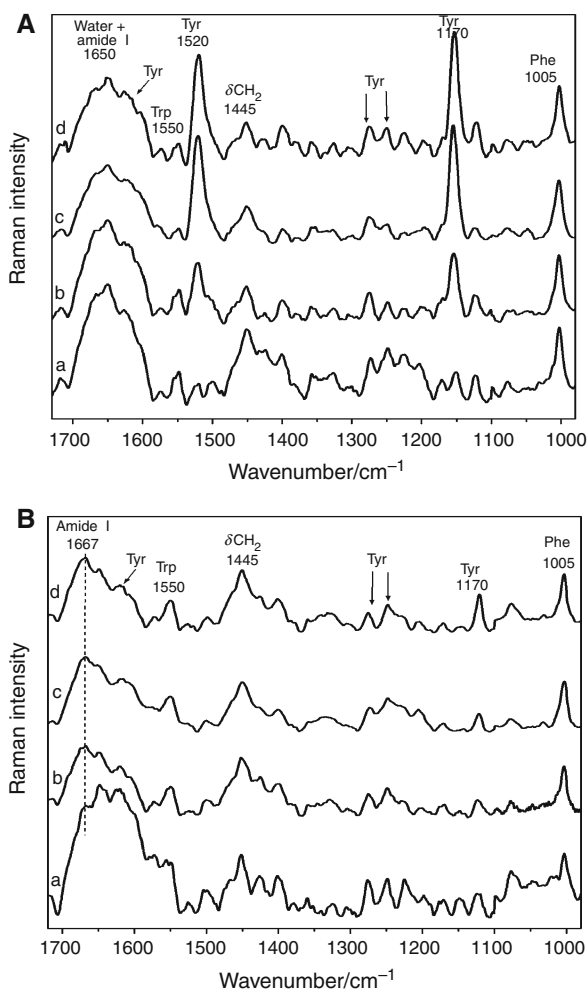 A
Water +
amide I
1650
Tyr
Tyr
1520
Trp
1550
δCH2
1445
Tyr
Tyr
1170
Phe
1005
d
c
b
a
Raman intensity
1700 1600 1500 1400 1300 1200 1100 1000
Wavenumber/cm−1
B
Amide I
1667
Tyr
Trp
1550
δCH2
1445
Tyr
Tyr
1170
Phe
1005
d
c
b
a
Raman intensity
1700 1600 1500 1400 1300 1200 1100 1000
Wavenumber/cm−1